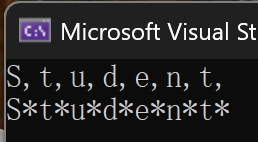 C:\
Microsoft Visual St
S, t, u, d, e, n, t,
S*t*u*d*e*n*t*